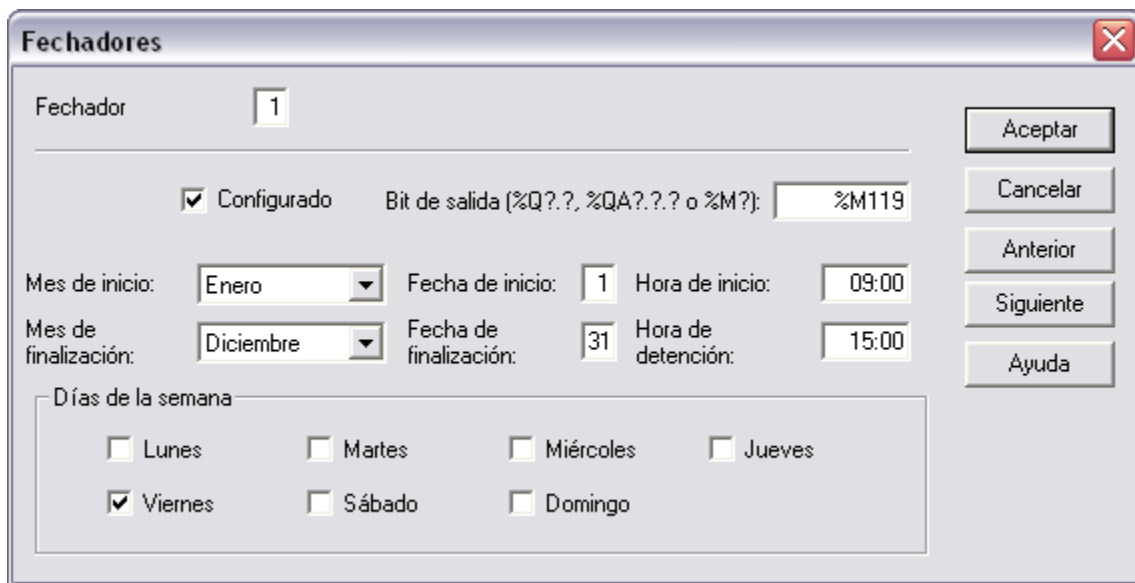 Fechadores
Fechador 1
Aceptar
Configurado Bit de salida (%Q?.?, %QA?.?.? o %M?): %M119
Cancelar
Anterior
Mes de inicio: Enero Fecha de inicio: 1 Hora de inicio: 09:00
Siguiente
Mes de finalización: Diciembre Fecha de finalización: 31 Hora de detención: 15:00
Ayuda
Días de la semana
Lunes Martes Miércoles Jueves
Viernes Sábado Domingo